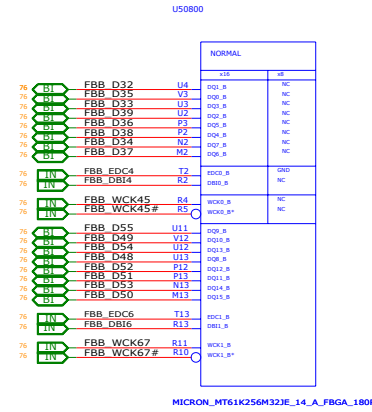 U50800
NORMAL
x16 x8
76 BI FBB_D32 U4 DQ1_B NC
76 BI FBB_D35 V3 DQ0_B NC
76 BI FBB_D33 U3 DQ3_B NC
76 BI FBB_D39 U2 DQ2_B NC
76 BI FBB_D36 P3 DQ5_B NC
76 BI FBB_D38 P2 DQ4_B NC
76 BI FBB_D34 N2 DQ7_B NC
76 BI FBB_D37 M2 DQ6_B NC
76 IN FBB_EDC4 T2 EDC0_B GND
76 IN FBB_DBI4 R2 DBI0_B NC
76 IN FBB_WCK45 R4 WCK0_B NC
76 IN FBB_WCK45# R5 WCK0_B* NC
76 BI FBB_D55 U11 DQ9_B
76 BI FBB_D49 V12 DQ10_B
76 BI FBB_D54 U12 DQ13_B
76 BI FBB_D48 U13 DQ8_B
76 BI FBB_D52 P12 DQ12_B
76 BI FBB_D51 P13 DQ11_B
76 BI FBB_D53 N13 DQ14_B
76 BI FBB_D50 M13 DQ15_B
76 IN FBB_EDC6 T13 EDC1_B
76 IN FBB_DBI6 R13 DBI1_B
76 IN FBB_WCK67 R11 WCK1_B
76 IN FBB_WCK67# R10 WCK1_B*
MICRON_MT61K256M32JE_14_A_FBGA_180P